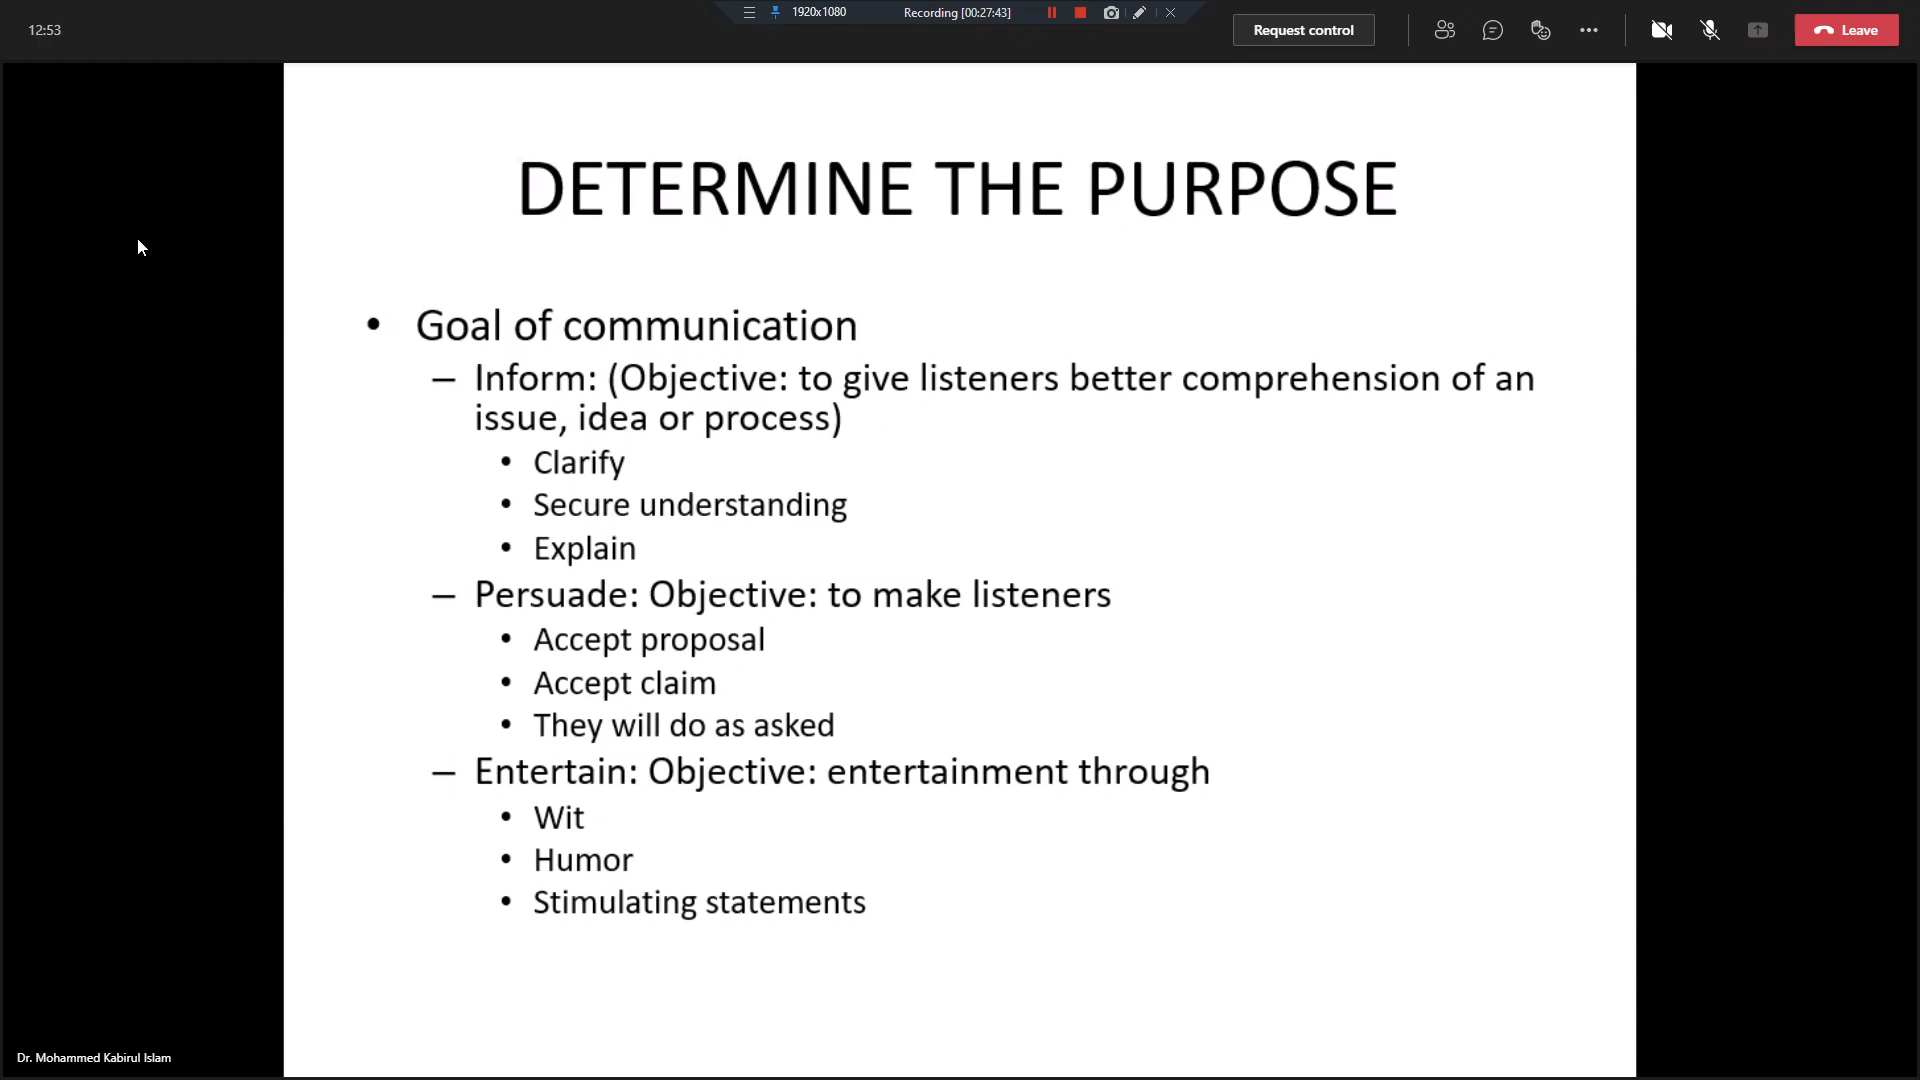 1920x1080 Recording [00:27:43]
12:53 Request control Leave
DETERMINE THE PURPOSE
• Goal of communication
– Inform: (Objective: to give listeners better comprehension of an
issue, idea or process)
• Clarify
• Secure understanding
• Explain
– Persuade: Objective: to make listeners
• Accept proposal
• Accept claim
• They will do as asked
– Entertain: Objective: entertainment through
• Wit
• Humor
• Stimulating statements
Dr. Mohammed Kabirul Islam